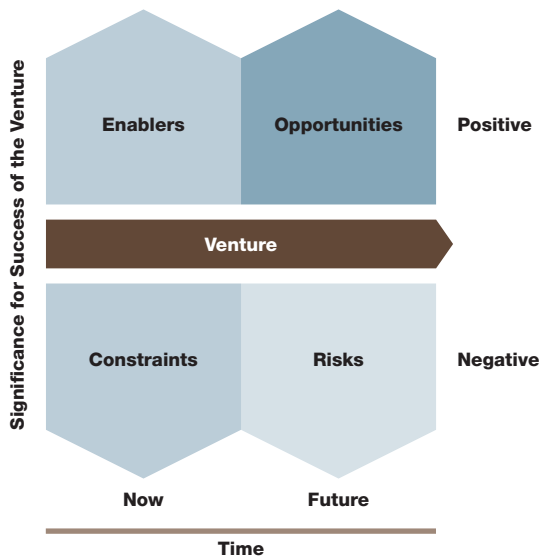 Significance for Success of the Venture
Enablers
Opportunities
Positive
Venture
Constraints
Risks
Negative
Now
Future
Time